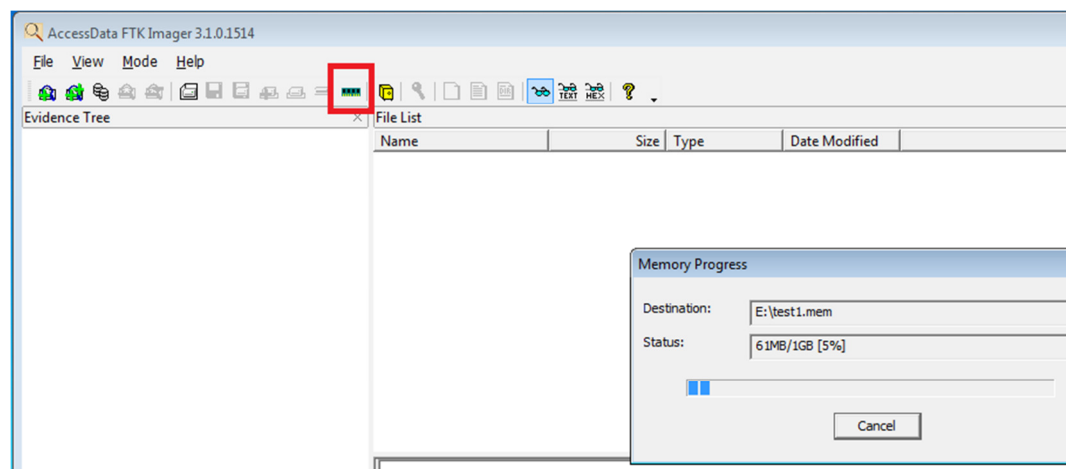 AccessData FTK Imager 3.1.0.1514
File View Mode Help
TEXT HEX ?
Evidence Tree × File List
Name Size Type Date Modified
Memory Progress
Destination: E:\test1.mem
Status: 61MB/1GB [5%]
Cancel